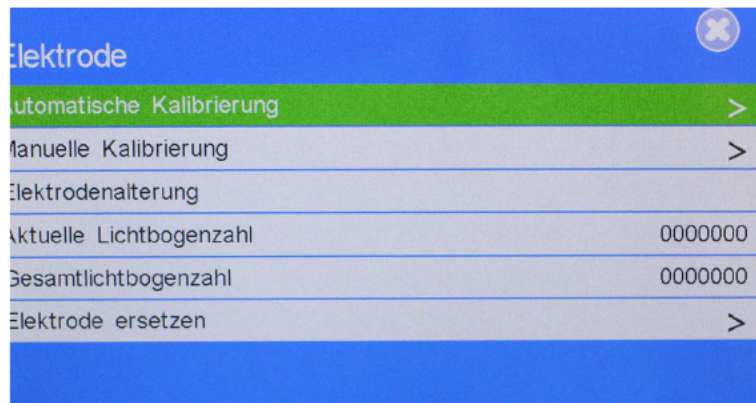 Elektrode
Automatische Kalibrierung >
Manuelle Kalibrierung >
Elektrodenalterung
Aktuelle Lichtbogenzahl 0000000
Gesamtlichtbogenzahl 0000000
Elektrode ersetzen >